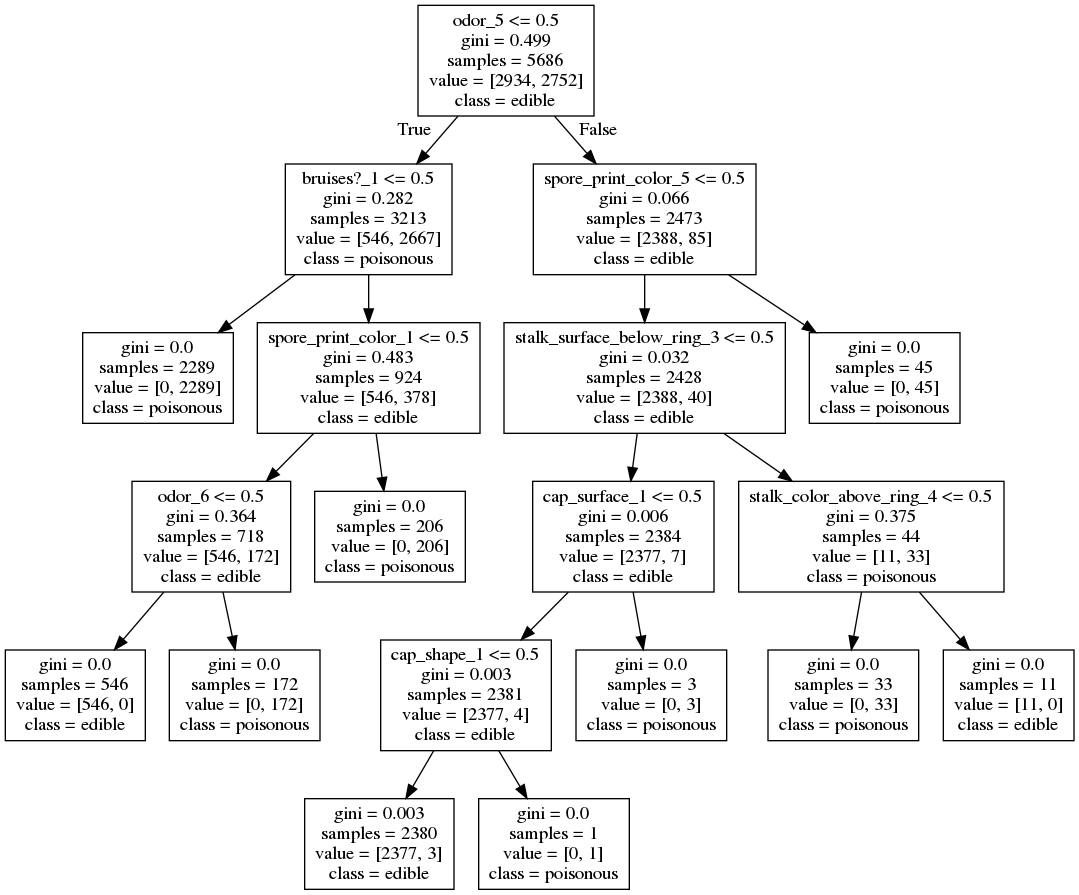 odor_5 <= 0.5
gini = 0.499
samples = 5686
value = [2934, 2752]
class = edible
True
False
bruises?_1 <= 0.5
gini = 0.282
samples = 3213
value = [546, 2667]
class = poisonous
spore_print_color_5 <= 0.5
gini = 0.066
samples = 2473
value = [2388, 85]
class = edible
gini = 0.0
samples = 2289
value = [0, 2289]
class = poisonous
spore_print_color_1 <= 0.5
gini = 0.483
samples = 924
value = [546, 378]
class = edible
stalk_surface_below_ring_3 <= 0.5
gini = 0.032
samples = 2428
value = [2388, 40]
class = edible
gini = 0.0
samples = 45
value = [0, 45]
class = poisonous
odor_6 <= 0.5
gini = 0.364
samples = 718
value = [546, 172]
class = edible
gini = 0.0
samples = 206
value = [0, 206]
class = poisonous
cap_surface_1 <= 0.5
gini = 0.006
samples = 2384
value = [2377, 7]
class = edible
stalk_color_above_ring_4 <= 0.5
gini = 0.375
samples = 44
value = [11, 33]
class = poisonous
gini = 0.0
samples = 546
value = [546, 0]
class = edible
gini = 0.0
samples = 172
value = [0, 172]
class = poisonous
cap_shape_1 <= 0.5
gini = 0.003
samples = 2381
value = [2377, 4]
class = edible
gini = 0.0
samples = 3
value = [0, 3]
class = poisonous
gini = 0.0
samples = 33
value = [0, 33]
class = poisonous
gini = 0.0
samples = 11
value = [11, 0]
class = edible
gini = 0.003
samples = 2380
value = [2377, 3]
class = edible
gini = 0.0
samples = 1
value = [0, 1]
class = poisonous